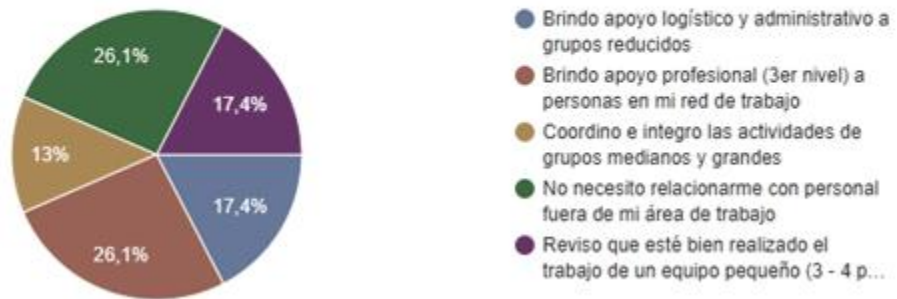 26,1%
17,4%
13%
17,4%
26,1%
Brindo apoyo logístico y administrativo a
grupos reducidos
Brindo apoyo profesional (3er nivel) a
personas en mi red de trabajo
Coordino e integro las actividades de
grupos medianos y grandes
No necesito relacionarme con personal
fuera de mi área de trabajo
Reviso que esté bien realizado el
trabajo de un equipo pequeño (3 - 4 p...